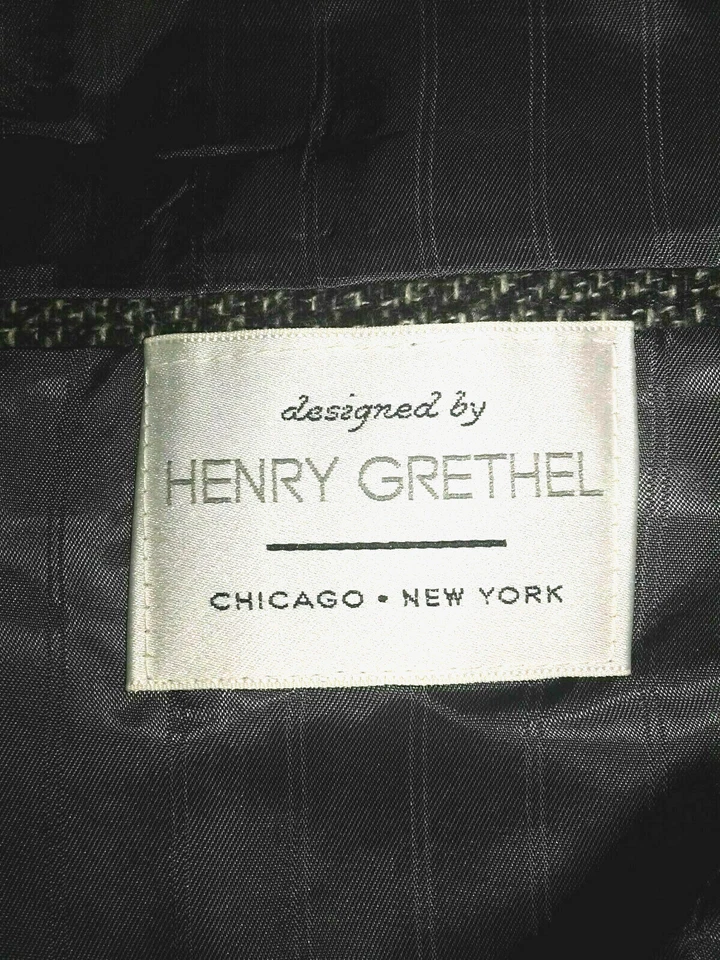 designed by
HENRY GRETHEL
CHICAGO • NEW YORK